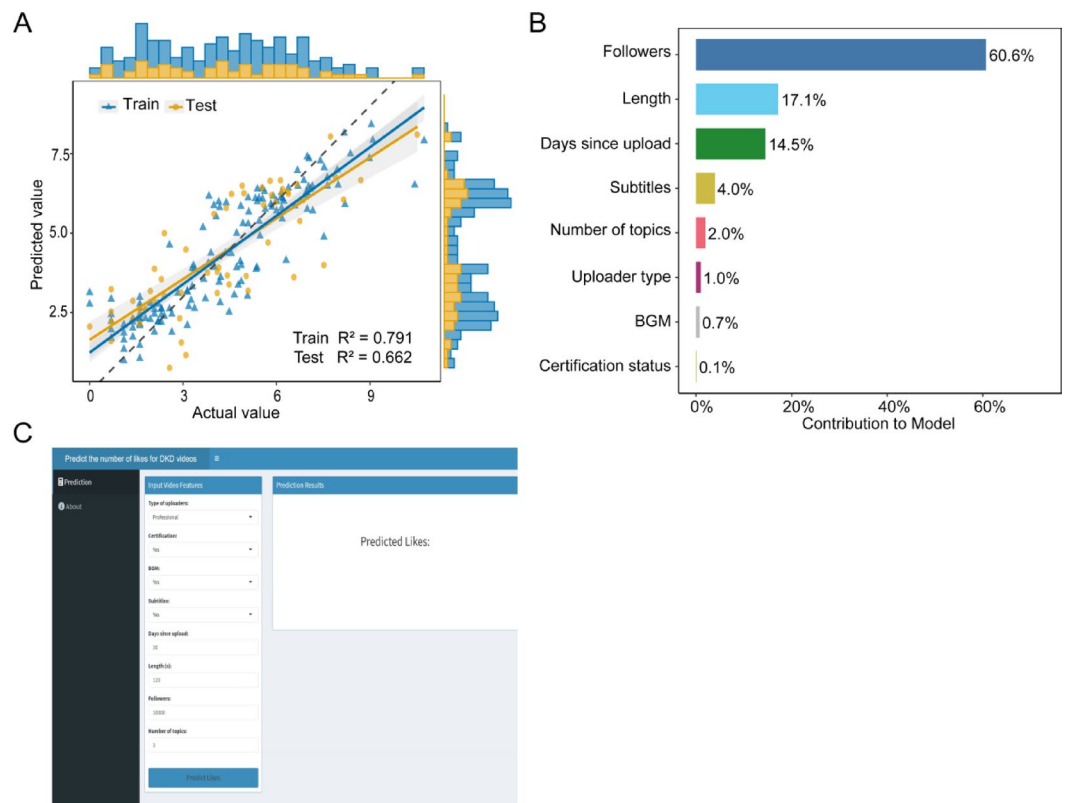 A
Train Test
Predicted value
7.5
5.0
2.5
Train R² = 0.791
Test R² = 0.662
0 3 6 9
Actual value
B
Followers 60.6%
Length 17.1%
Days since upload 14.5%
Subtitles 4.0%
Number of topics 2.0%
Uploader type 1.0%
BGM 0.7%
Certification status 0.1%
0% 20% 40% 60%
Contribution to Model
C
Predict the number of likes for DKD videos
Prediction
About
Input Video Features
Type of uploaders:
Professional
Certification:
Yes
BGM:
Yes
Subtitles:
Yes
Days since upload:
30
Length (s):
120
Followers:
10000
Number of topics:
Predict Likes
Prediction Results
Predicted Likes: